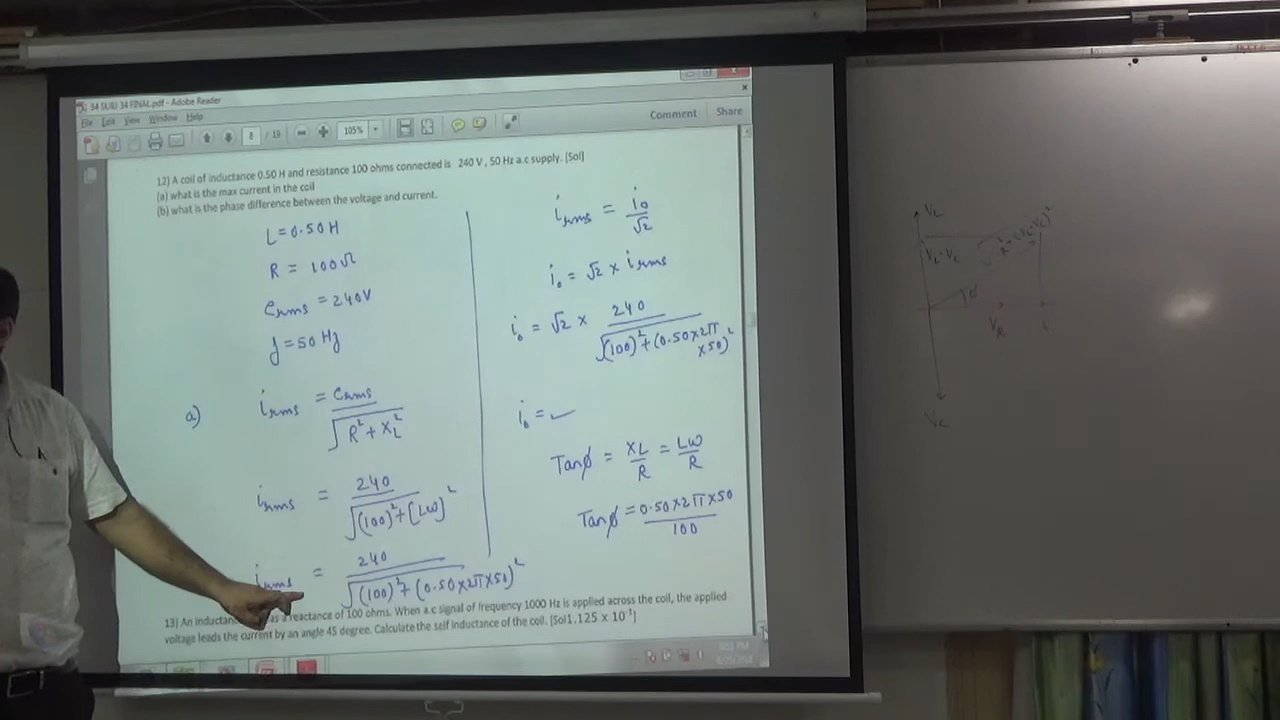 34 SUBJ 34 FINAL.pdf - Adobe Reader
File Edit View Window Help
8 / 19 105% Comment Share
12) A coil of inductance 0.50 H and resistance 100 ohms connected is 240 V , 50 Hz a.c supply. [Sol]
(a) what is the max current in the coil
(b) what is the phase difference between the voltage and current.
L = 0.50 H
R = 100 Ω
erms = 240V
f = 50 Hz
a) irms = erms / √(R² + XL²)
irms = 240 / √((100)² + [Lω]²)
irms = 240 / √((100)² + (0.50×2π×50)²)
irms = i0 / √2
i0 = √2 × irms
i0 = √2 × 240 / √((100)² + (0.50×2π×50)²)
i0 = ✓
Tanϕ = XL / R = Lω / R
Tanϕ = 0.50×2π×50 / 100
13) An a reactance of 100 ohms. When a.c signal of frequency 1000 Hz is applied across the coil, the applied
voltage leads the current by an angle 45 degree. Calculate the self inductance of the coil. [Sol1.125 x 10⁻¹]
VL
VL-VC
ϕ
VR
i
VC